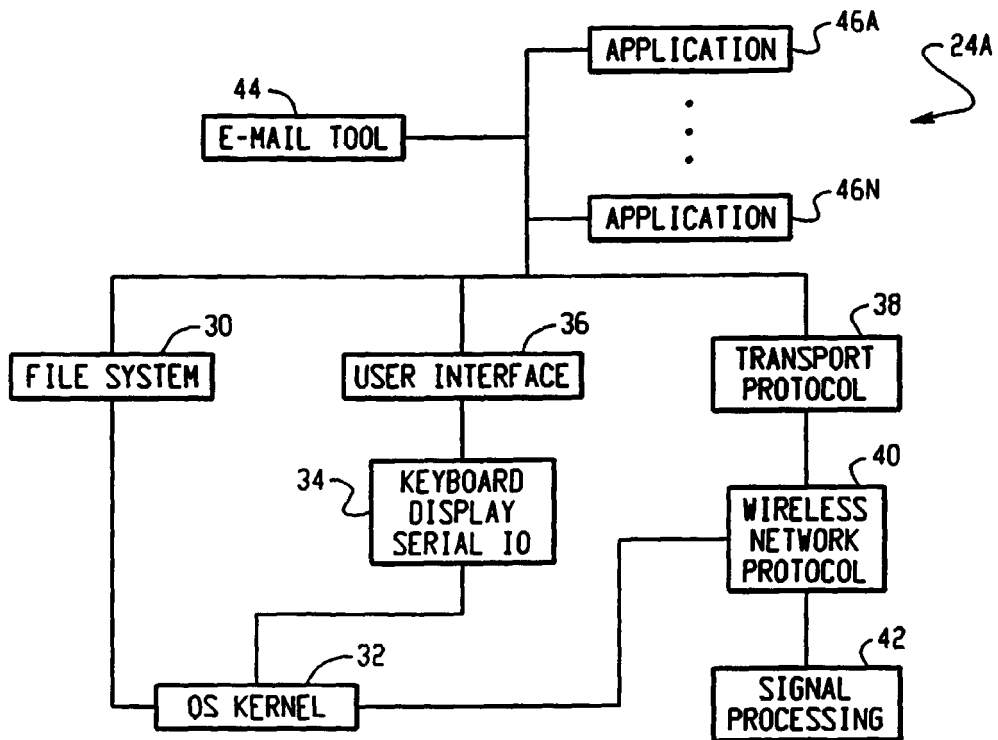 46A
APPLICATION
24A
44
E-MAIL TOOL
46N
APPLICATION
30
36
38
FILE SYSTEM
USER INTERFACE
TRANSPORT
PROTOCOL
34
KEYBOARD
DISPLAY
SERIAL IO
40
WIRELESS
NETWORK
PROTOCOL
32
OS KERNEL
42
SIGNAL
PROCESSING